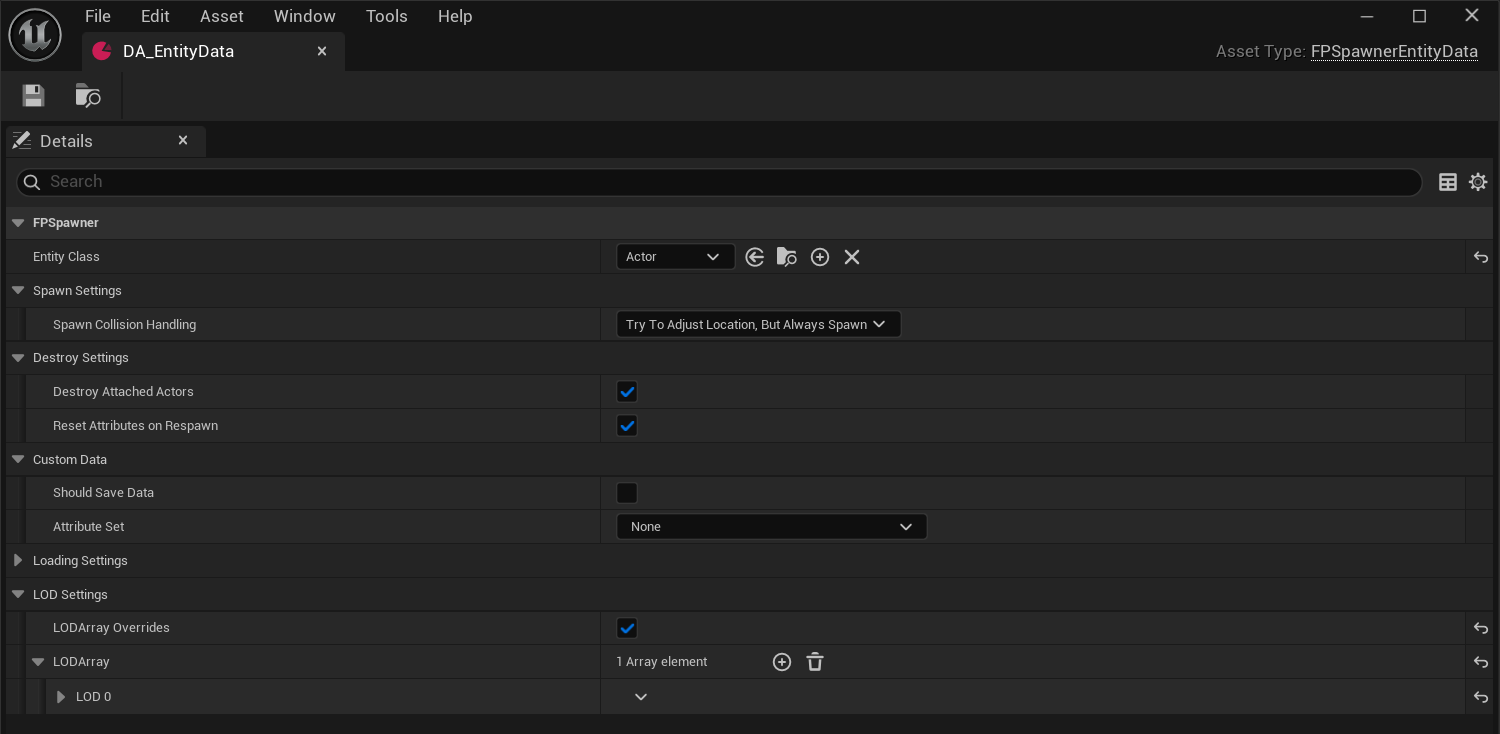 File Edit Asset Window Tools Help
DA_EntityData
Asset Type: FPSpawnerEntityData
Details
Search
FPSpawner
Entity Class Actor
Spawn Settings
Spawn Collision Handling Try To Adjust Location, But Always Spawn
Destroy Settings
Destroy Attached Actors
Reset Attributes on Respawn
Custom Data
Should Save Data
Attribute Set None
Loading Settings
LOD Settings
LODArray Overrides
LODArray 1 Array element
LOD 0